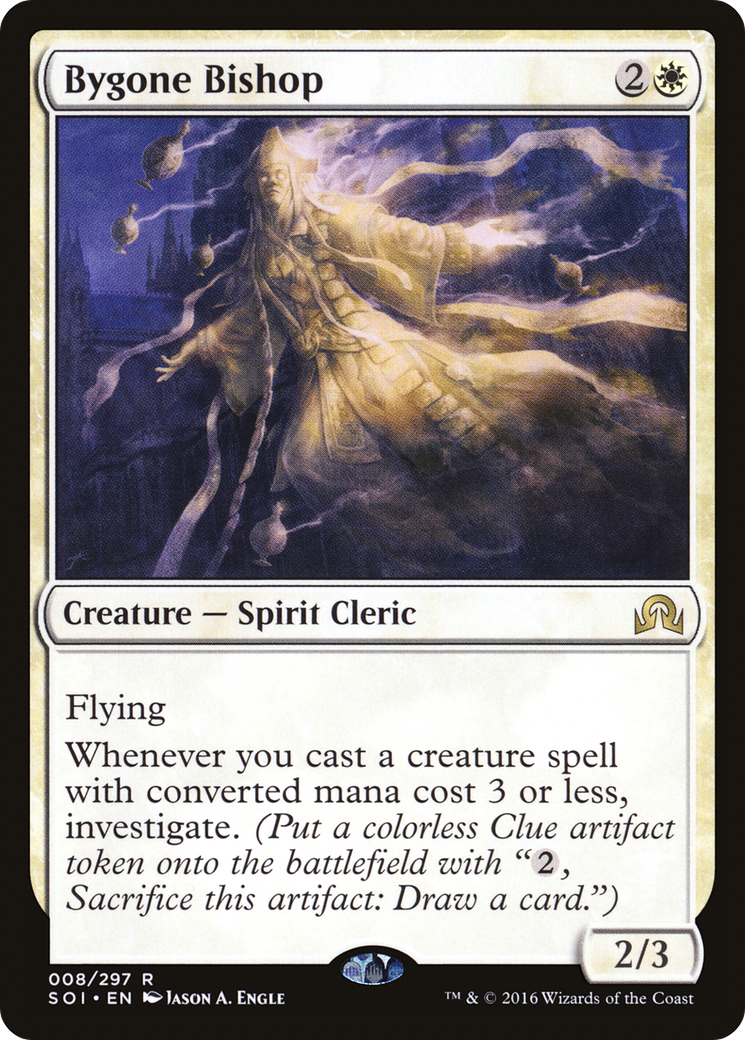 Bygone Bishop 2
Creature — Spirit Cleric
Flying
Whenever you cast a creature spell
with converted mana cost 3 or less,
investigate. (Put a colorless Clue artifact
token onto the battlefield with “2,
Sacrifice this artifact: Draw a card.”)
2/3
008/297 R
SOI • EN Jason A. Engle
™ & © 2016 Wizards of the Coast